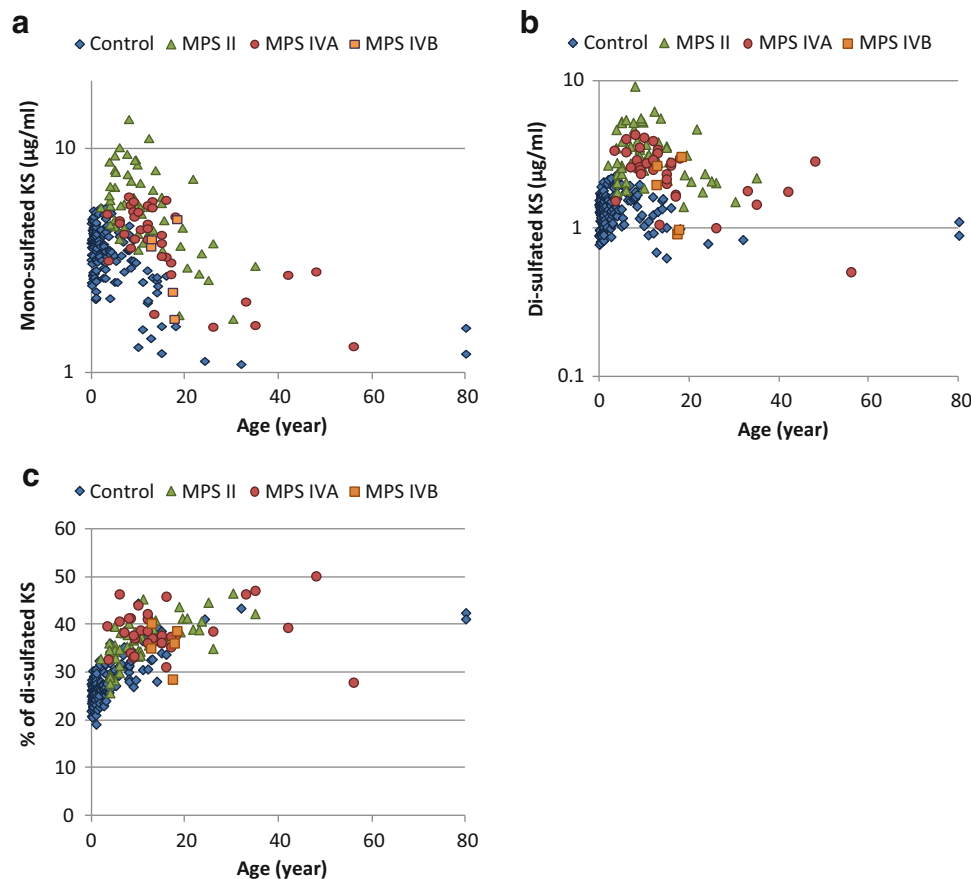 a
Control MPS II MPS IVA MPS IVB
Mono-sulfated KS (µg/ml)
10
1
0 20 40 60 80
Age (year)
b
Control MPS II MPS IVA MPS IVB
Di-sulfated KS (µg/ml)
10
1
0.1
0 20 40 60 80
Age (year)
c
Control MPS II MPS IVA MPS IVB
% of di-sulfated KS
60
50
40
30
20
10
0
0 20 40 60 80
Age (year)